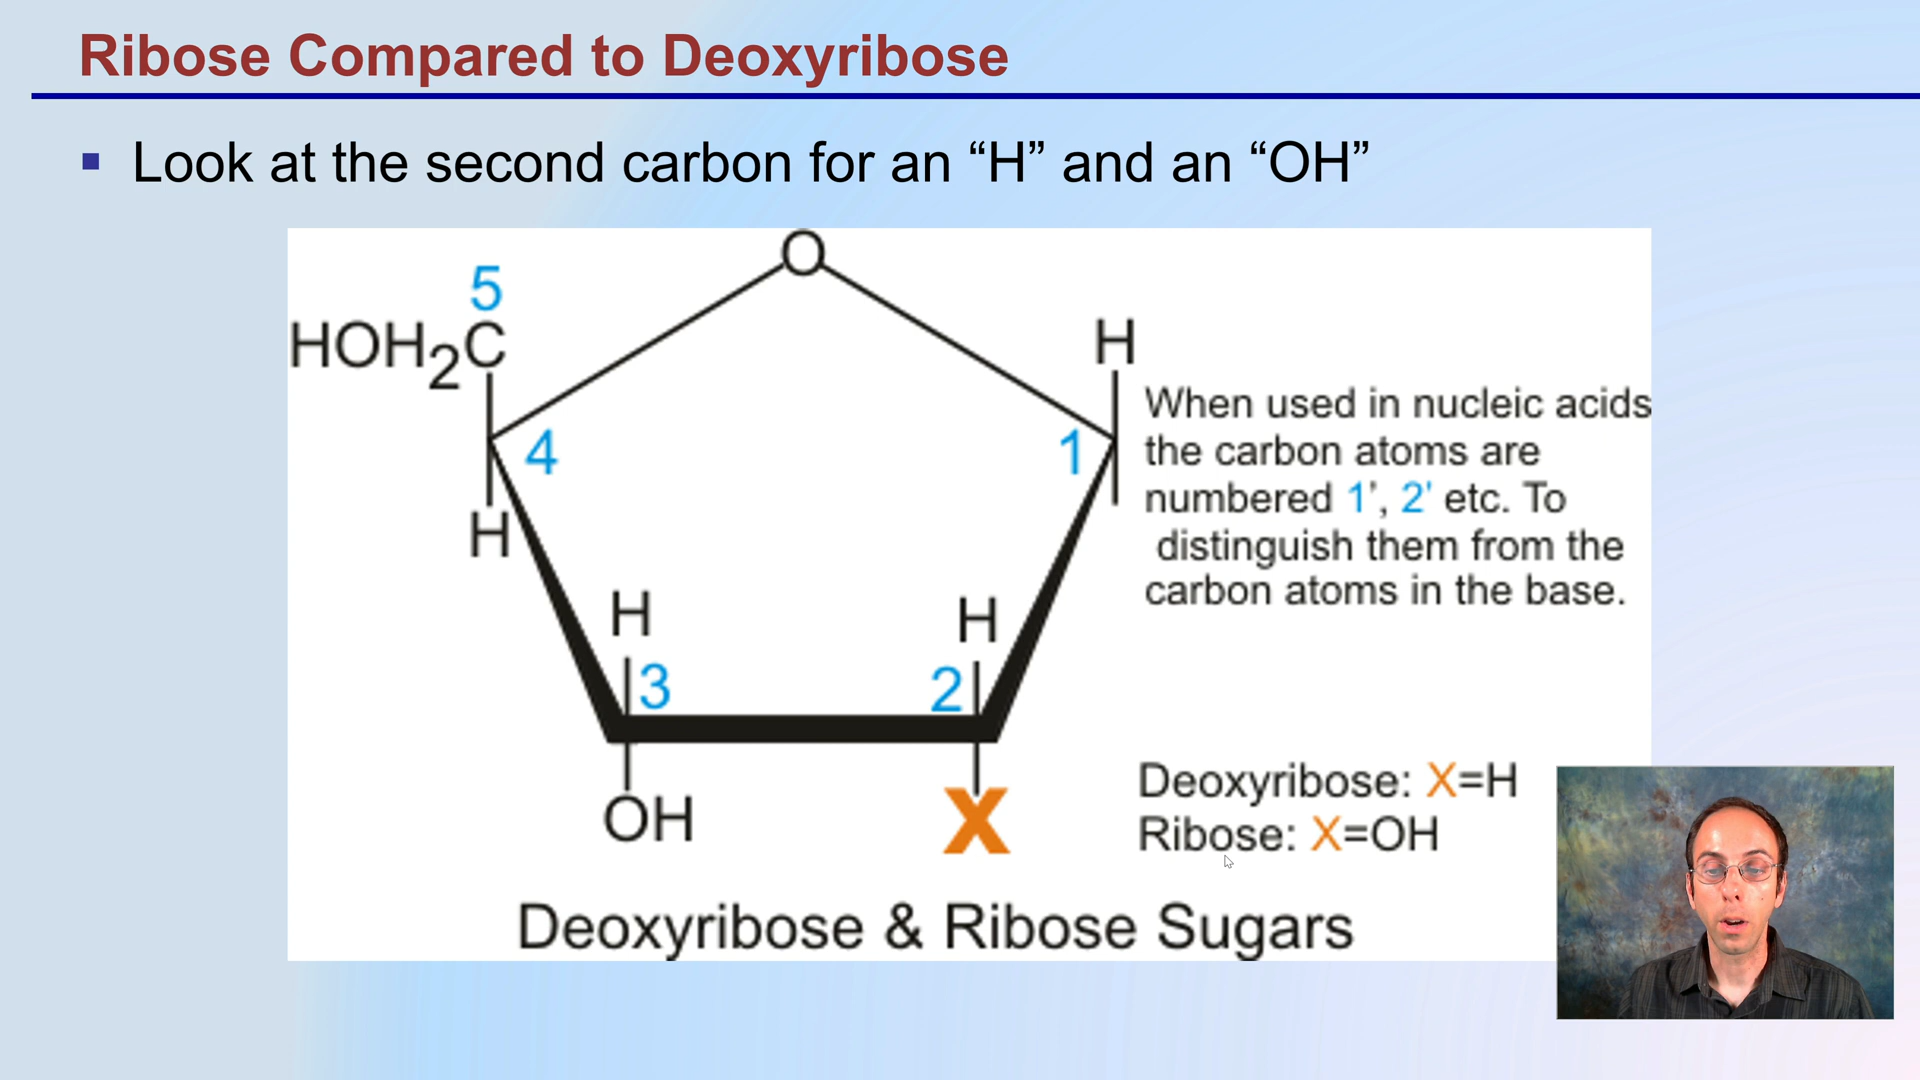 Ribose Compared to Deoxyribose
Look at the second carbon for an “H” and an “OH”
O
5
HOH2C
H
4
1
H
When used in nucleic acids
the carbon atoms are
numbered 1', 2' etc. To
distinguish them from the
carbon atoms in the base.
H
H
3
2
OH
X
Deoxyribose: X=H
Ribose: X=OH
Deoxyribose & Ribose Sugars